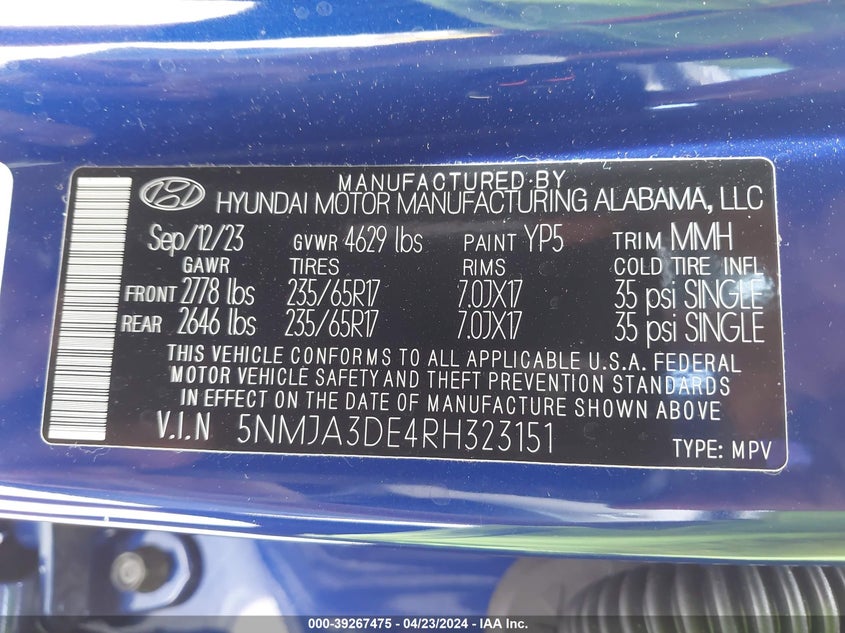 MANUFACTURED BY
HYUNDAI MOTOR MANUFACTURING ALABAMA, LLC
Sep/12/23 GVWR 4629 lbs PAINT YP5 TRIM MMH
GAWR TIRES RIMS COLD TIRE INFL
FRONT 2778 lbs 235/65R17 7.0JX17 35 psi SINGLE
REAR 2646 lbs 235/65R17 7.0JX17 35 psi SINGLE
THIS VEHICLE CONFORMS TO ALL APPLICABLE U.S.A. FEDERAL
MOTOR VEHICLE SAFETY AND THEFT PREVENTION STANDARDS
IN EFFECT ON THE DATE OF MANUFACTURE SHOWN ABOVE
V.I.N 5NMJA3DE4RH323151 TYPE: MPV
000-39267475 - 04/23/2024 - IAA Inc.